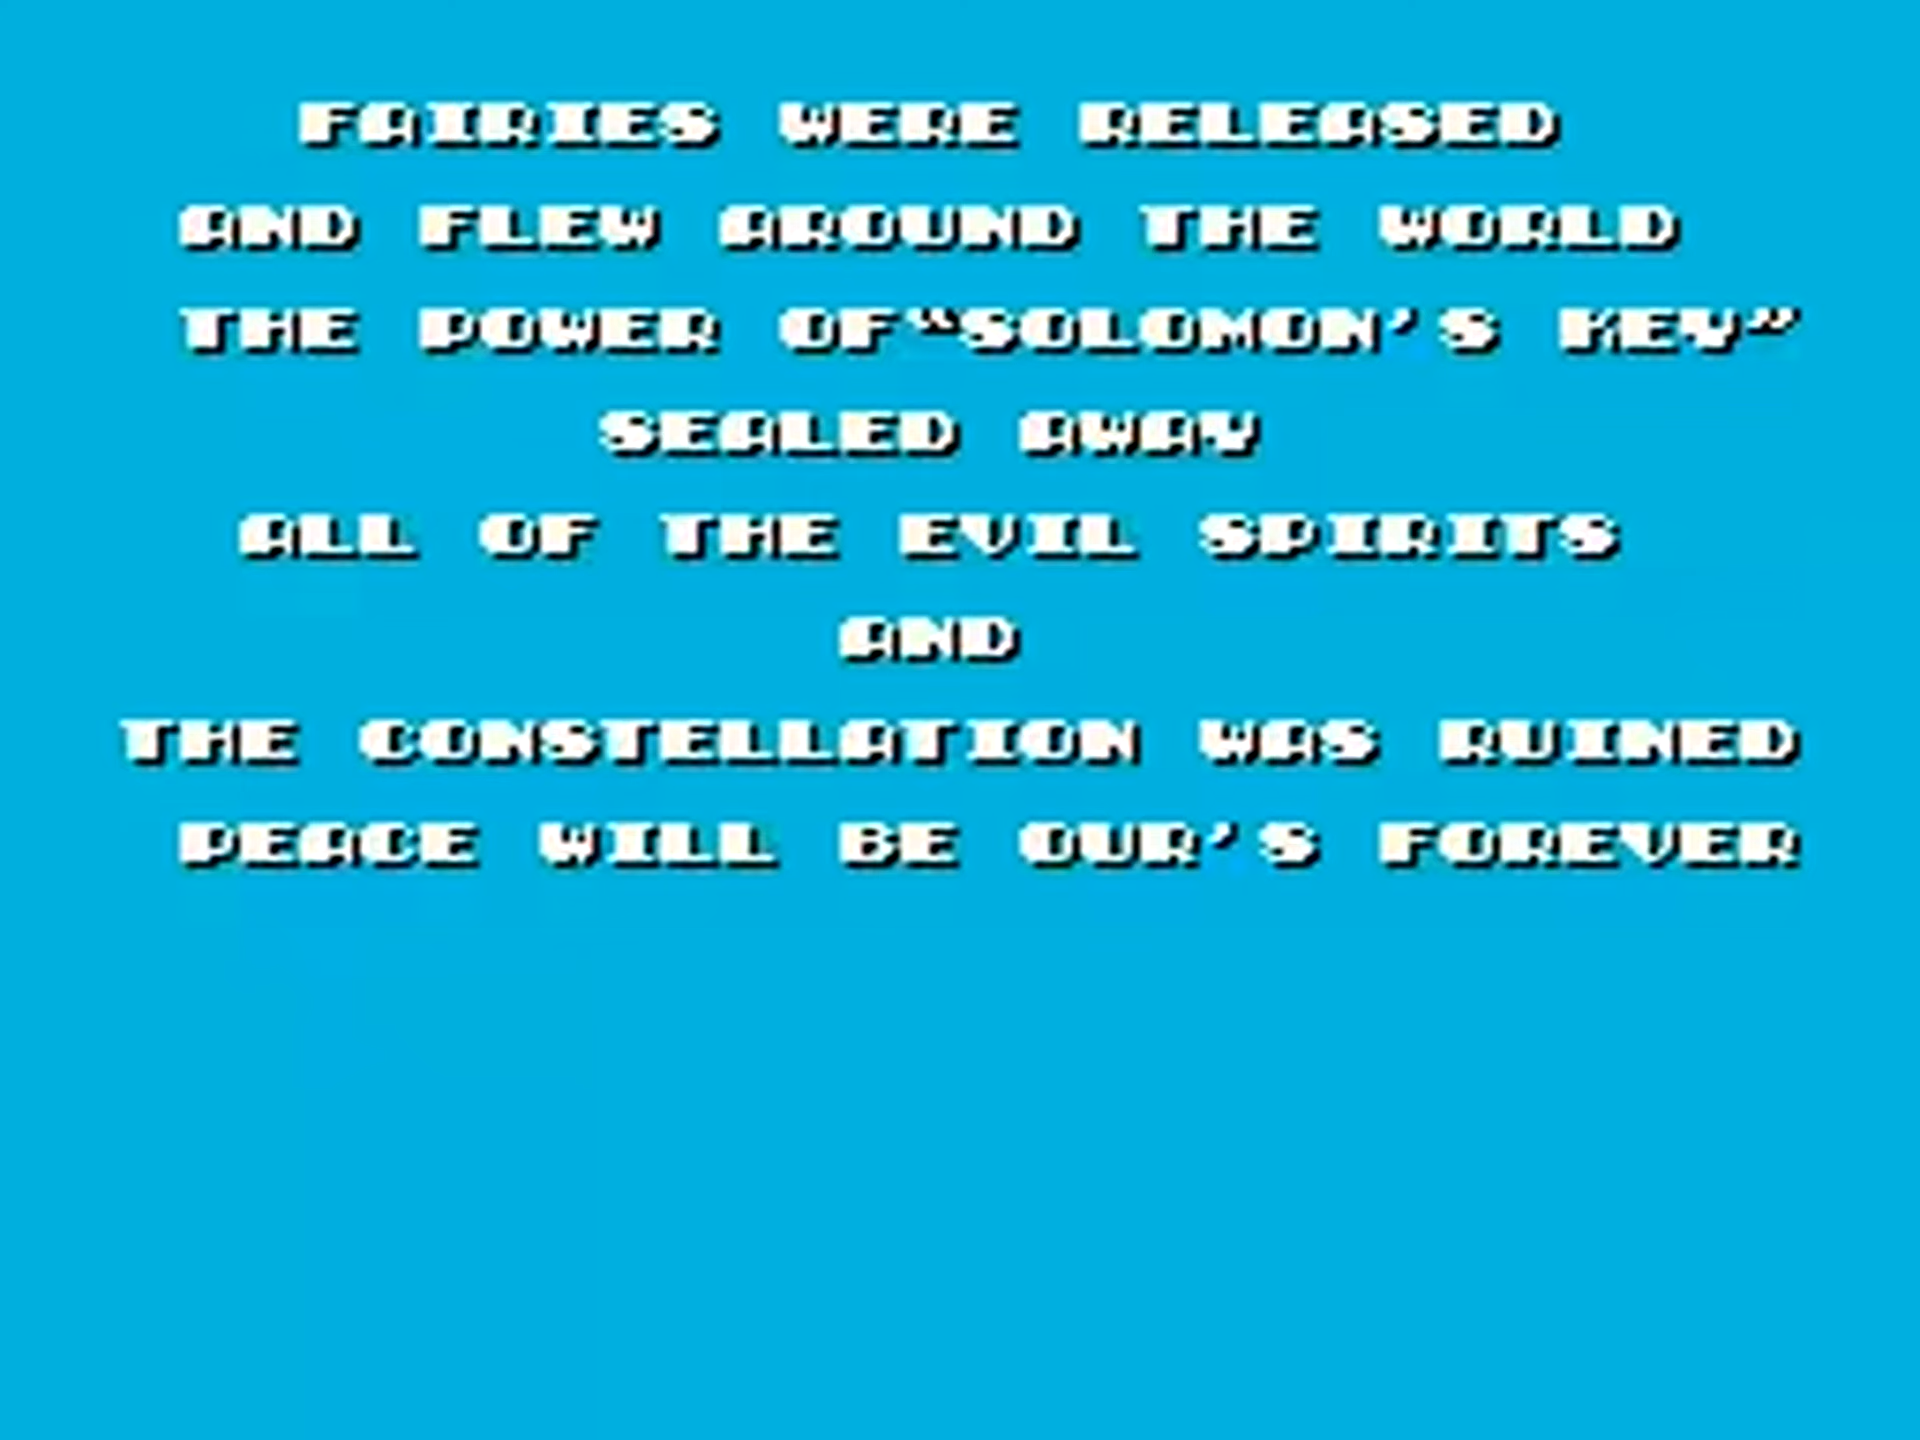 FAIRIES WERE RELEASED
AND FLEW AROUND THE WORLD
THE POWER OF“SOLOMON’S KEY”
SEALED AWAY
ALL OF THE EVIL SPIRITS
AND
THE CONSTELLATION WAS RUINED
PEACE WILL BE OUR’S FOREVER